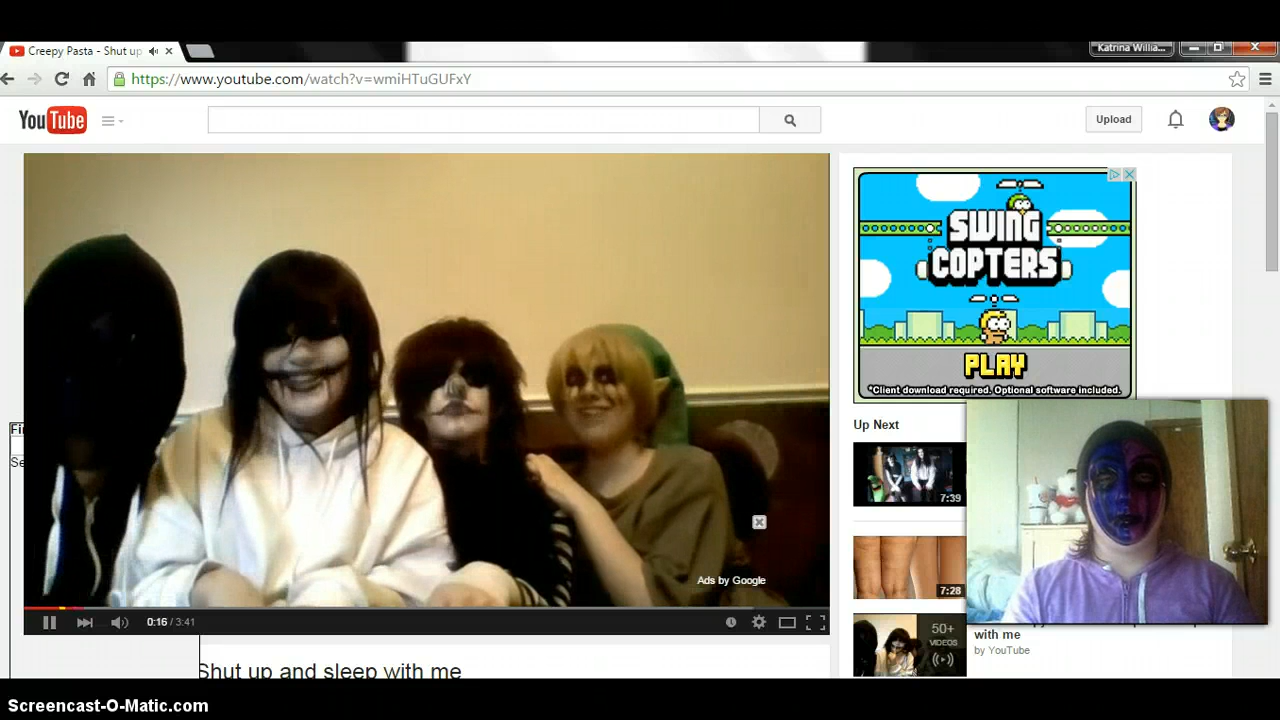 Creepy Pasta - Shut up
Katrina Willia...
https://www.youtube.com/watch?v=wmiHTuGUFxY
YouTube
Upload
SWING
COPTERS
PLAY
*Client download required. Optional software included.
Up Next
7:39
Ads by Google
7:28
0:16 / 3:41
50+
VIDEOS
with me
by YouTube
Shut up and sleep with me
Screencast-O-Matic.com